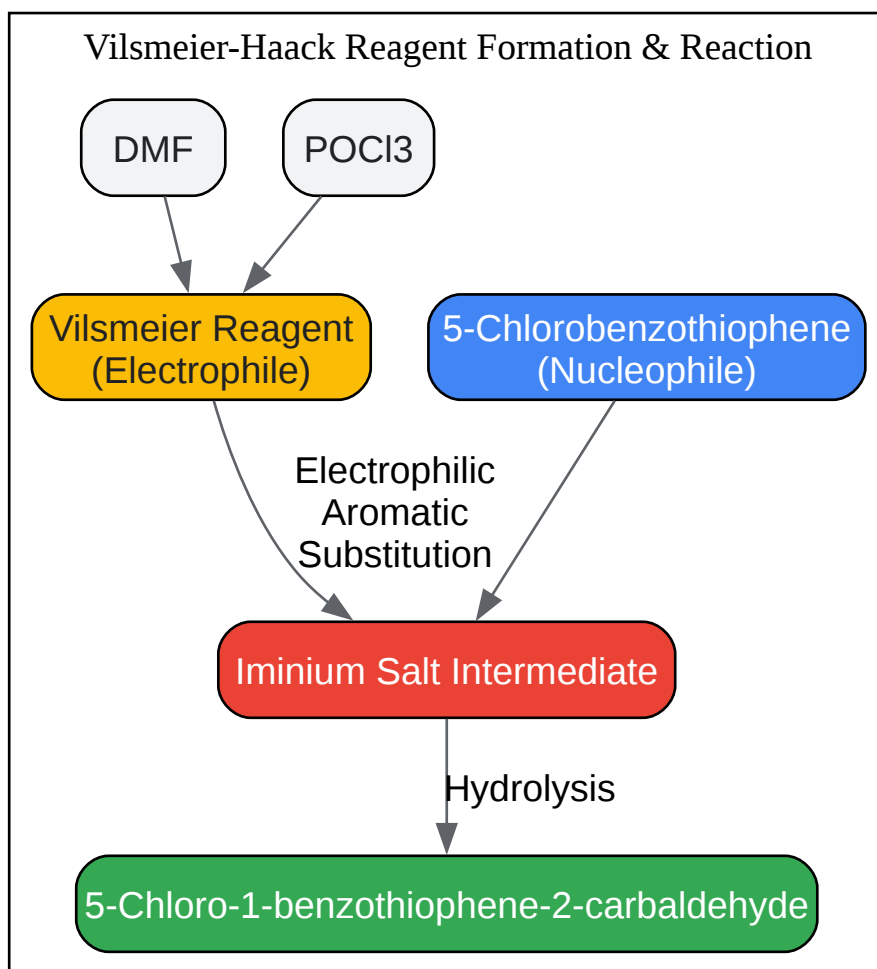 Vilsmeier-Haack Reagent Formation & Reaction
DMF
POCl3
Vilsmeier Reagent
(Electrophile)
5-Chlorobenzothiophene
(Nucleophile)
Electrophilic
Aromatic
Substitution
Iminium Salt Intermediate
Hydrolysis
5-Chloro-1-benzothiophene-2-carbaldehyde